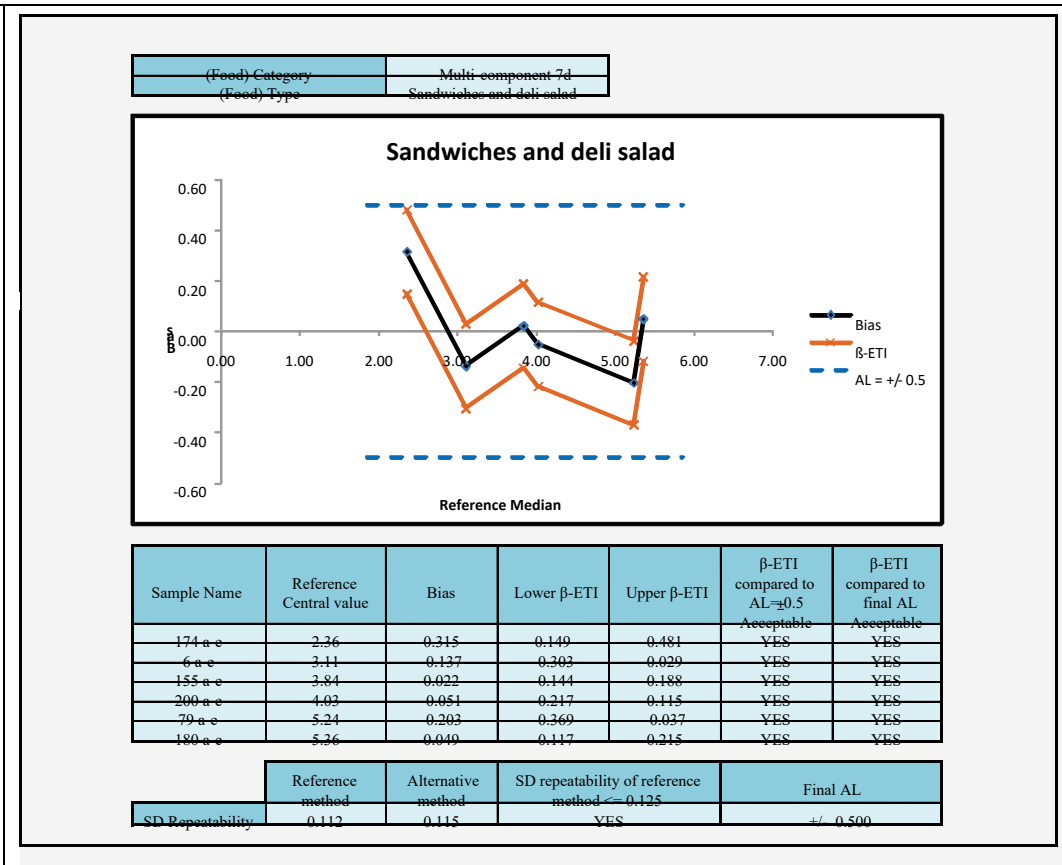 (Food) Category Multi component 7d
(Food) Type Sandwiches and deli salad
Sandwiches and deli salad
0.60
0.40
0.20
0.00
-0.20
-0.40
-0.60
Bias
0.00 1.00 2.00 3.00 4.00 5.00 6.00 7.00
Reference Median
Bias
ß-ETI
AL = +/ 0.5
Sample Name Reference Central value Bias Lower β-ETI Upper β-ETI β-ETI compared to AL=±0.5 Acceptable β-ETI compared to final AL Acceptable
174 a-e 2.36 0.315 0.149 0.481 YES YES
6 a-e 3.11 0.137 0.303 0.029 YES YES
155 a-e 3.84 0.022 0.144 0.188 YES YES
200 a-e 4.03 0.051 0.217 0.115 YES YES
79 a-e 5.24 0.203 0.369 0.037 YES YES
180 a-e 5.36 0.049 0.117 0.215 YES YES
Reference method Alternative method SD repeatability of reference method <= 0.125 Final AL
SD Repeatability 0.112 0.115 YES +/- 0.500